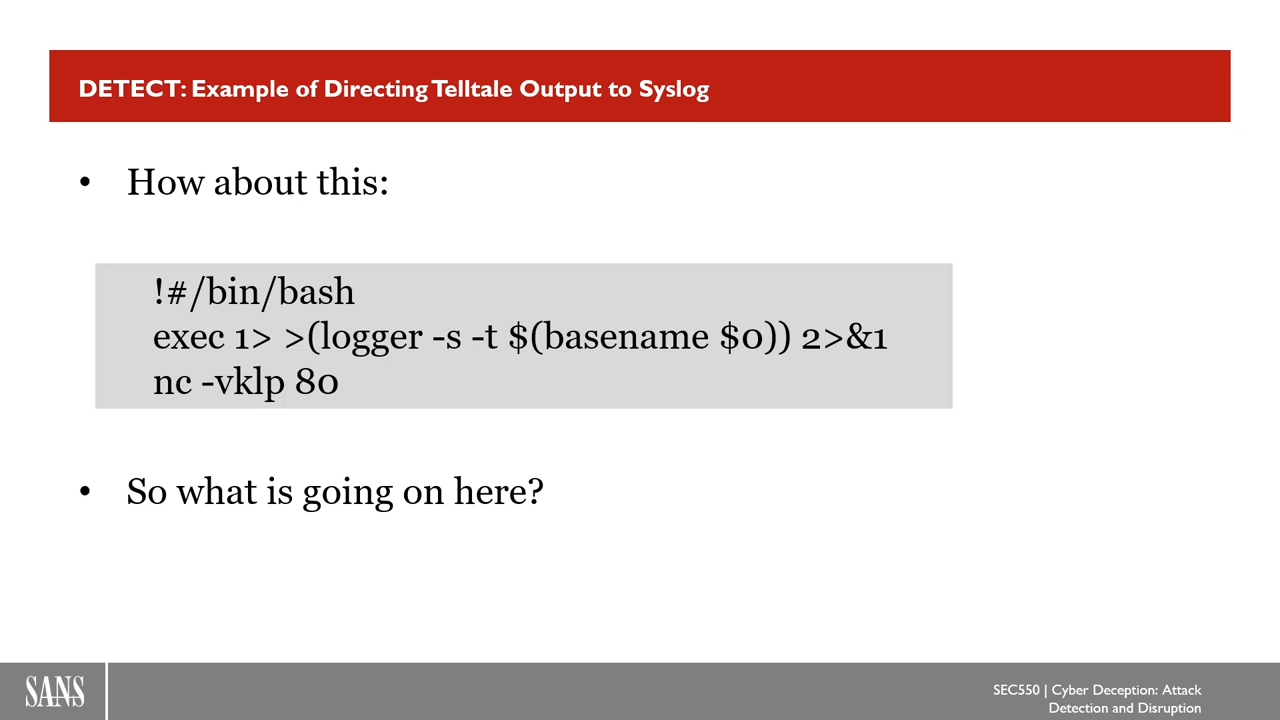 DETECT: Example of Directing Telltale Output to Syslog
• How about this:
!#/bin/bash
exec 1> >(logger -s -t $(basename $0)) 2>&1
nc -vklp 80
• So what is going on here?
SANS
SEC550 | Cyber Deception: Attack
Detection and Disruption